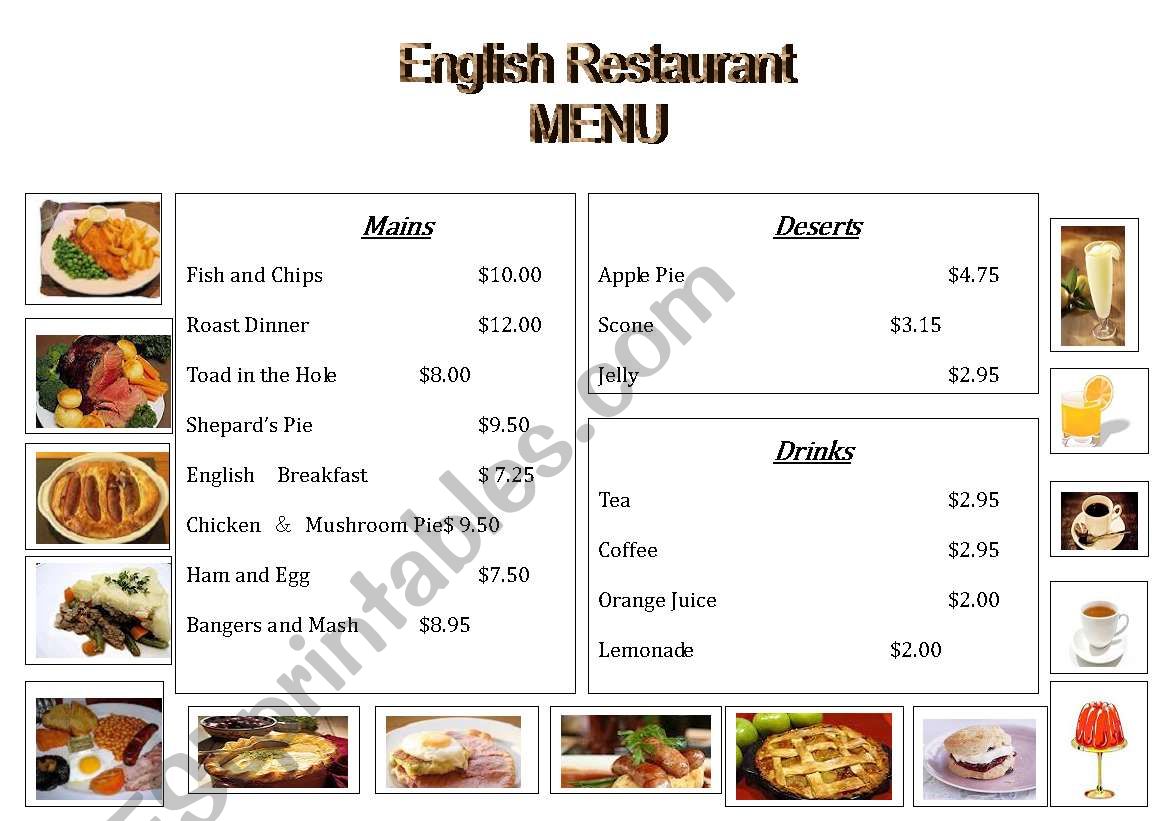 English Restaurant
MENU
Mains
Fish and Chips $10.00
Roast Dinner $12.00
Toad in the Hole $8.00
Shepard’s Pie $9.50
English Breakfast $ 7.25
Chicken & Mushroom Pie$ 9.50
Ham and Egg $7.50
Bangers and Mash $8.95
Deserts
Apple Pie $4.75
Scone $3.15
Jelly $2.95
Drinks
Tea $2.95
Coffee $2.95
Orange Juice $2.00
Lemonade $2.00
ESLprintables.com